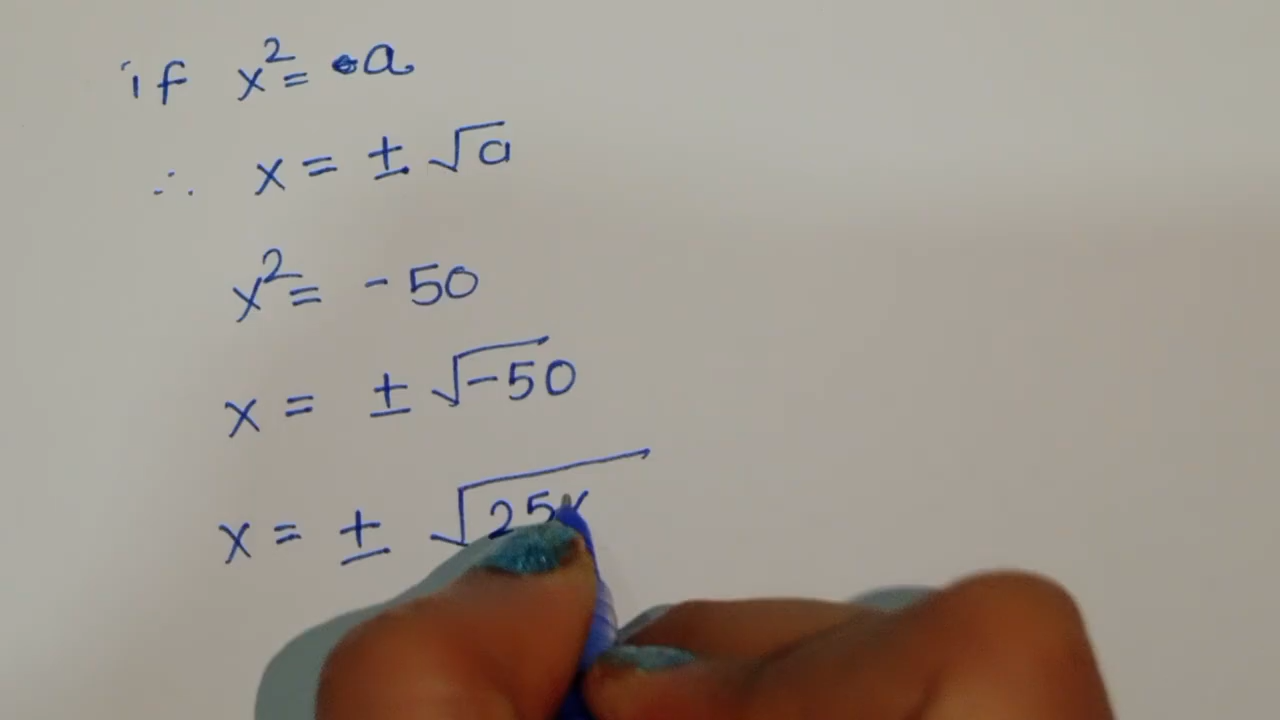 if x² = a
∴ x = ± √a
x² = - 50
x = ± √-50
x = ± √25